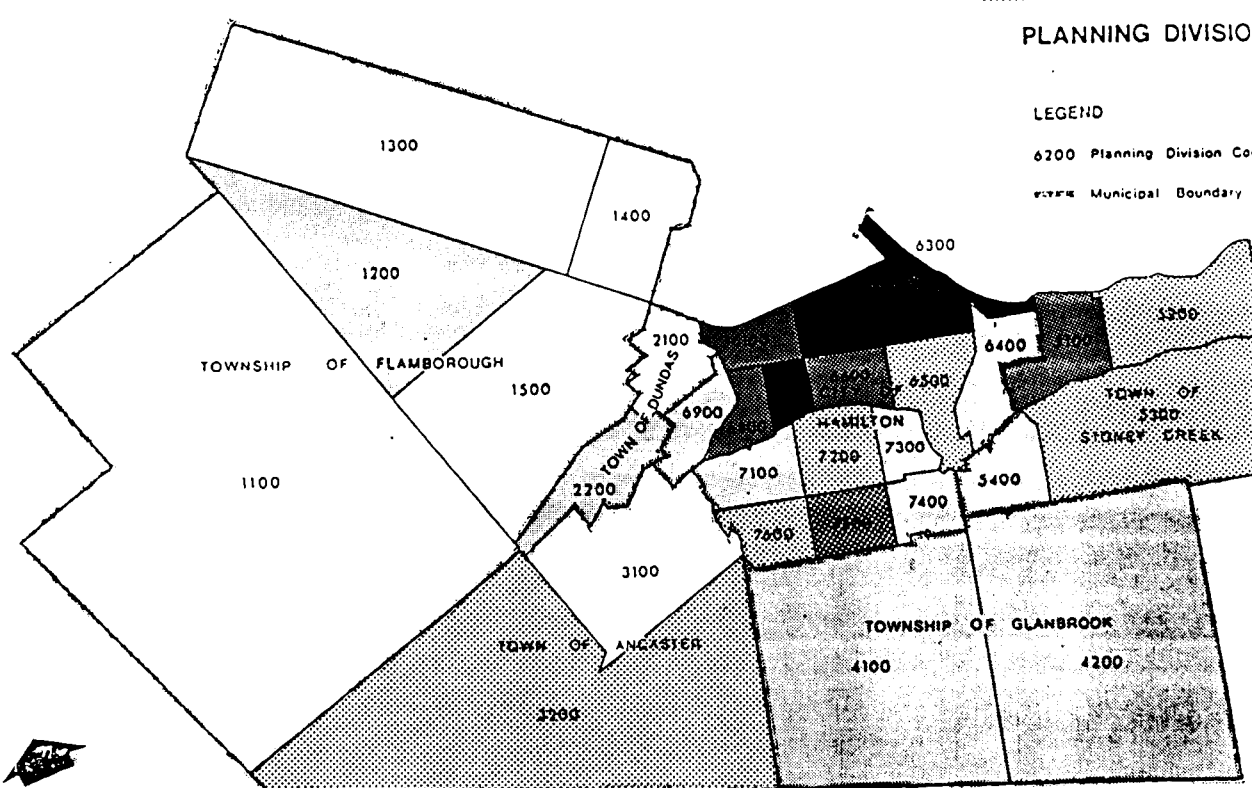 PLANNING DIVISIO
LEGEND
6200 Planning Division Co
Municipal Boundary
1300
1400
6300
1200
5200
2100
6400
TOWNSHIP OF FLAMBOROUGH
1500
TOWN OF DUNDAS
6500
6900
TOWN OF
5300
STONEY CREEK
HAMILTON
7300
7200
7100
1100
2200
7400
5400
7600
3100
TOWN OF ANCASTER
TOWNSHIP OF GLANBROOK
4100
4200
3200